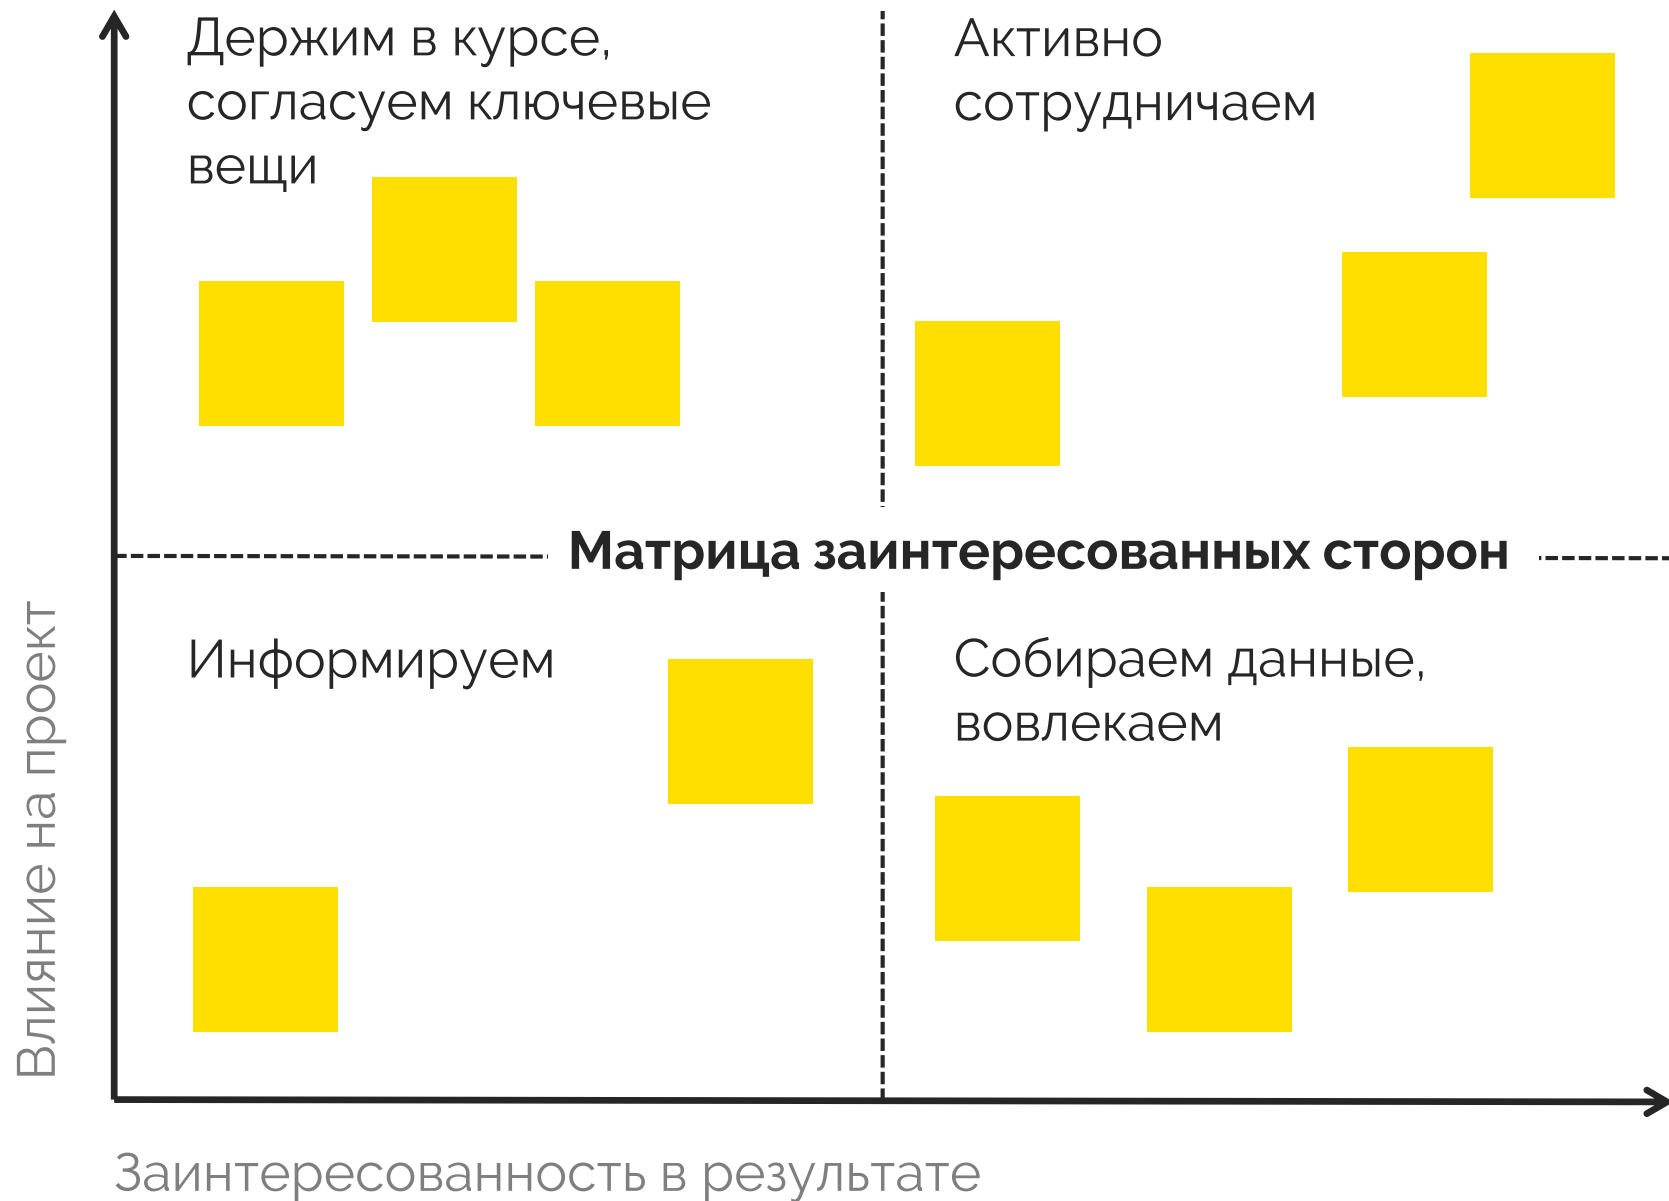 Держим в курсе,
согласуем ключевые
вещи
Активно
сотрудничаем
Матрица заинтересованных сторон
Информируем
Собираем данные,
вовлекаем
Влияние на проект
Заинтересованность в результате